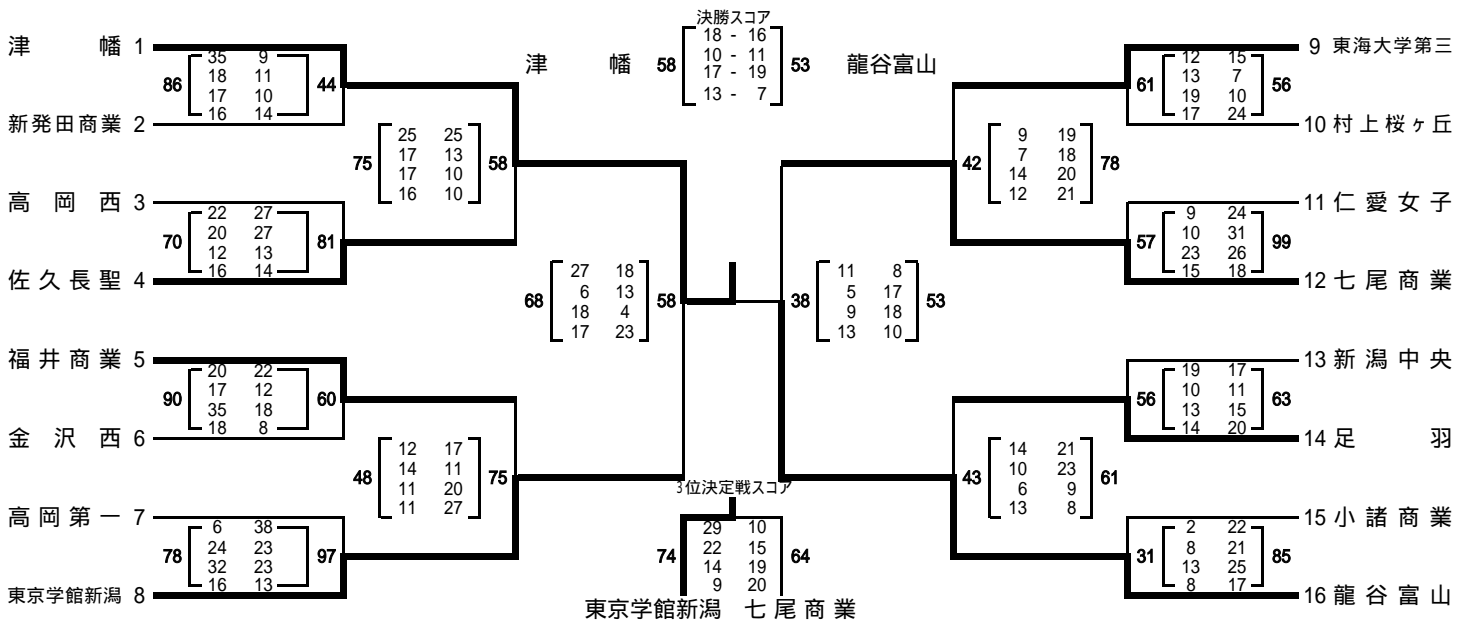 決勝スコア
津 幡 58 18 - 16 53 龍谷富山
10 - 11
17 - 19
13 - 7
津 幡 1
86 35 9 44
18 11
17 10
16 14
新発田商業 2
75 25 25 58
17 13
17 10
16 10
高岡西 3
70 22 27 81
20 27
12 13
16 14
佐久長聖 4
68 27 18 58
6 13
18 4
17 23
福井商業 5
90 20 22 60
17 12
35 18
18 8
金沢西 6
48 12 17 75
14 11
11 20
11 27
高岡第一 7
78 6 38 97
24 23
32 23
16 13
東京学館新潟 8
9 東海大学第三
61 12 15 56
13 7
19 10
17 24
10 村上桜ヶ丘
42 9 19 78
7 18
14 20
12 21
11 仁愛女子
57 9 24 99
10 31
23 26
15 18
12 七尾商業
38 11 8 53
5 17
9 18
13 10
13 新潟中央
56 19 17 63
10 11
13 15
14 20
14 足 羽
43 14 21 61
10 23
6 9
13 8
15 小諸商業
31 2 22 85
8 21
13 25
8 17
16 龍谷富山
3位決定戦スコア
74 29 10 64
22 15
14 19
9 20
東京学館新潟 七尾商業